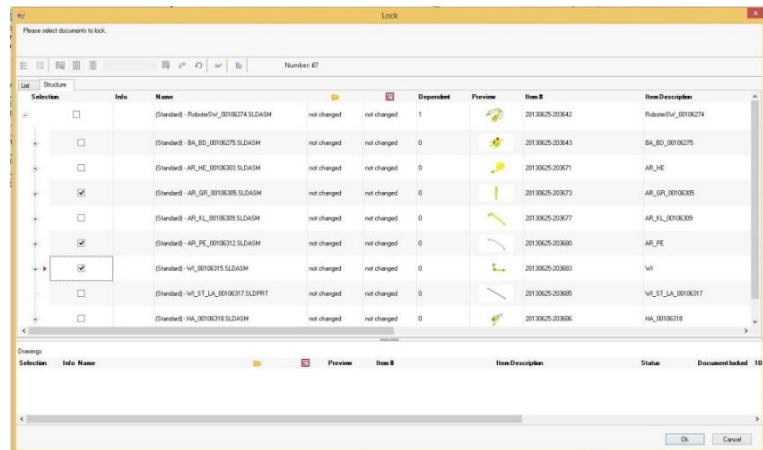 Lock
Please select documents to lock.
Number: 67
List Structure
Selection Info Name Dependent Preview Item # Item Description
(Standard) - RoboterSW_00106274.SLDASM not changed not changed 1 20130625-203642 RoboterSW_00106274
(Standard) - BA_BD_00106275.SLDASM not changed not changed 0 20130625-203643 BA_BD_00106275
(Standard) - AR_HE_00106303.SLDASM not changed not changed 0 20130625-203671 AR_HE
(Standard) - AR_GR_00106305.SLDASM not changed not changed 0 20130625-203673 AR_GR_00106305
(Standard) - AR_KL_00106309.SLDASM not changed not changed 0 20130625-203677 AR_KL_00106309
(Standard) - AR_PE_00106312.SLDASM not changed not changed 0 20130625-203680 AR_PE
(Standard) - WI_00106315.SLDASM not changed not changed 0 20130625-203683 WI
(Standard) - WI_ST_LA_00106317.SLDPRT not changed not changed 0 20130625-203685 WI_ST_LA_00106317
(Standard) - HA_00106318.SLDASM not changed not changed 0 20130625-203686 HA_00106318
Drawings:
Selection Info Name Preview Item # Item Description Status Document locked 10
Ok Cancel